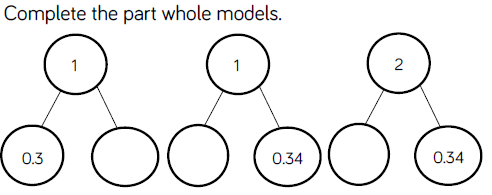 Complete the part whole models.
1 1 2
0.3 0.34 0.34